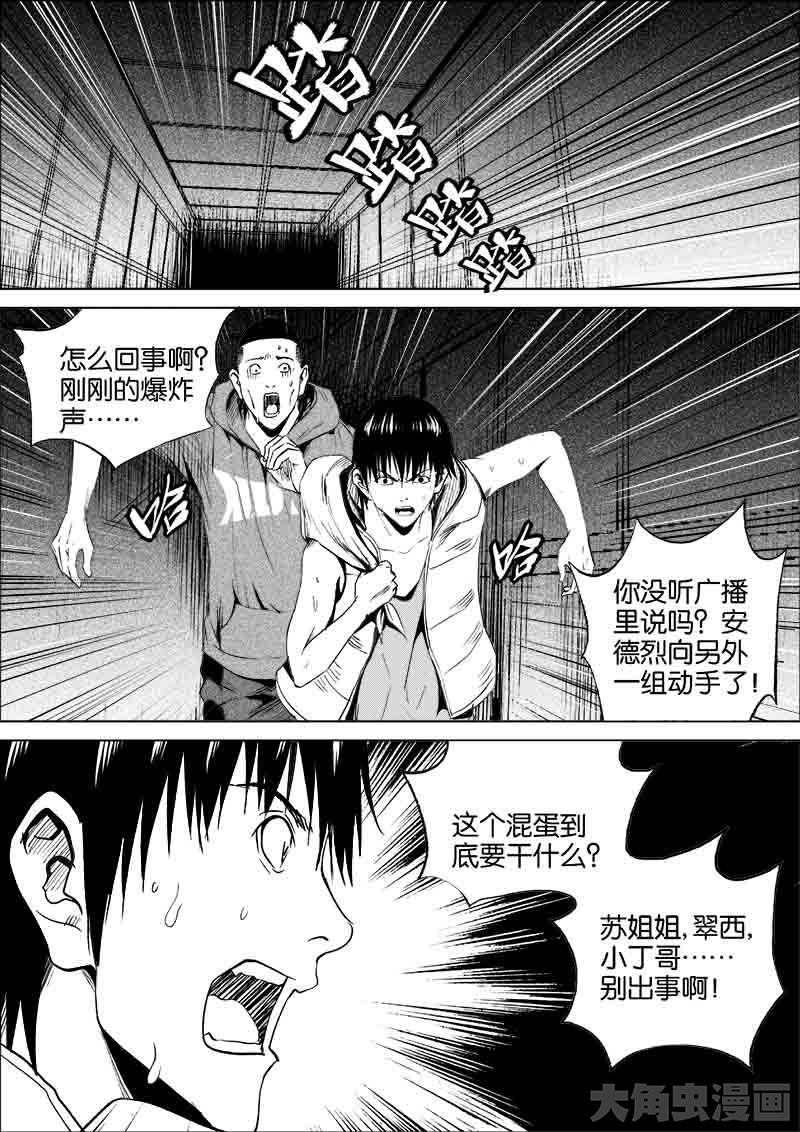 踏
踏
踏
踏
怎么回事啊？
刚刚的爆炸
声……
哈
哈
你没听广播
里说吗？安
德烈向另外
一组动手了！
这个混蛋到
底要干什么？
苏姐姐，翠西，
小丁哥……
别出事啊！
大角虫漫画